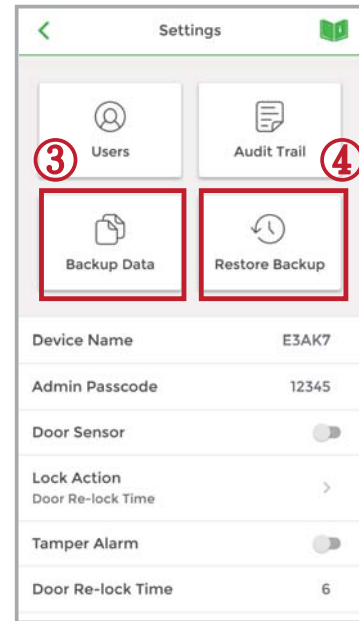 Settings
Users
Audit Trail
③
④
Backup Data
Restore Backup
Device Name E3AK7
Admin Passcode 12345
Door Sensor
Lock Action
Door Re-lock Time
Tamper Alarm
Door Re-lock Time 6